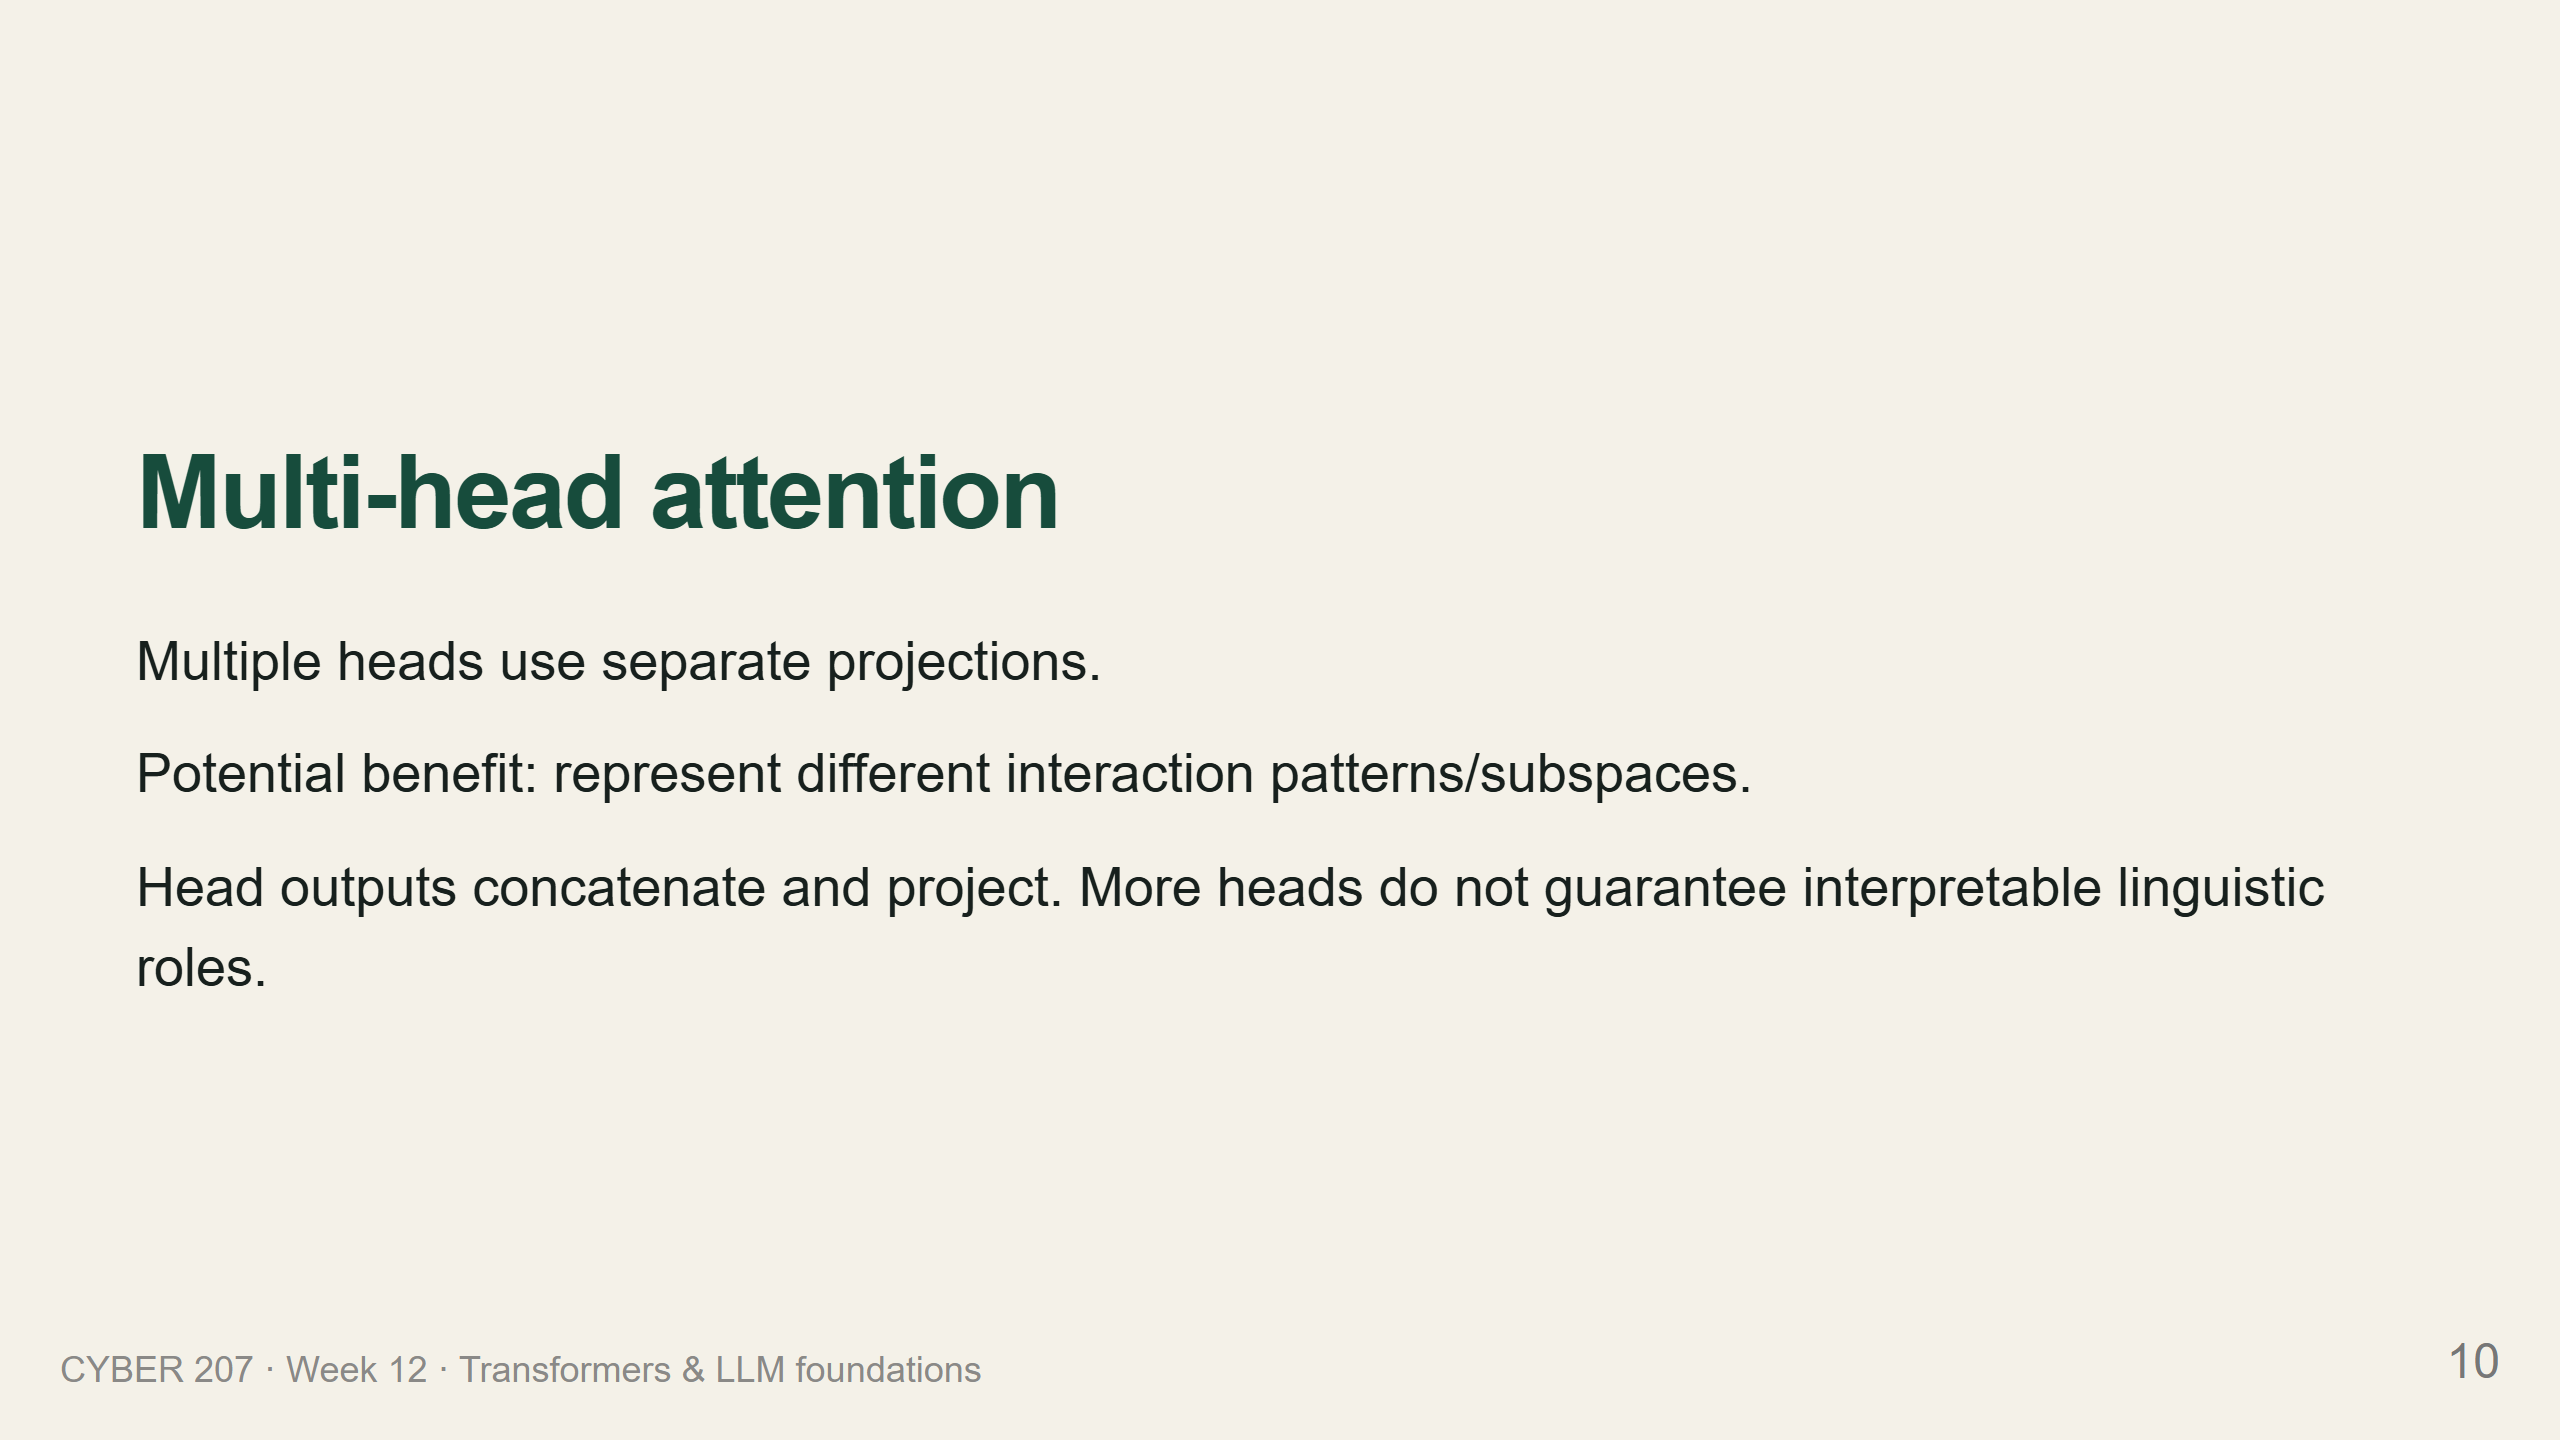 Multi-head attention
Multiple heads use separate projections.
Potential benefit: represent different interaction patterns/subspaces.
Head outputs concatenate and project. More heads do not guarantee interpretable linguistic
roles.
CYBER 207 · Week 12 · Transformers & LLM foundations
10